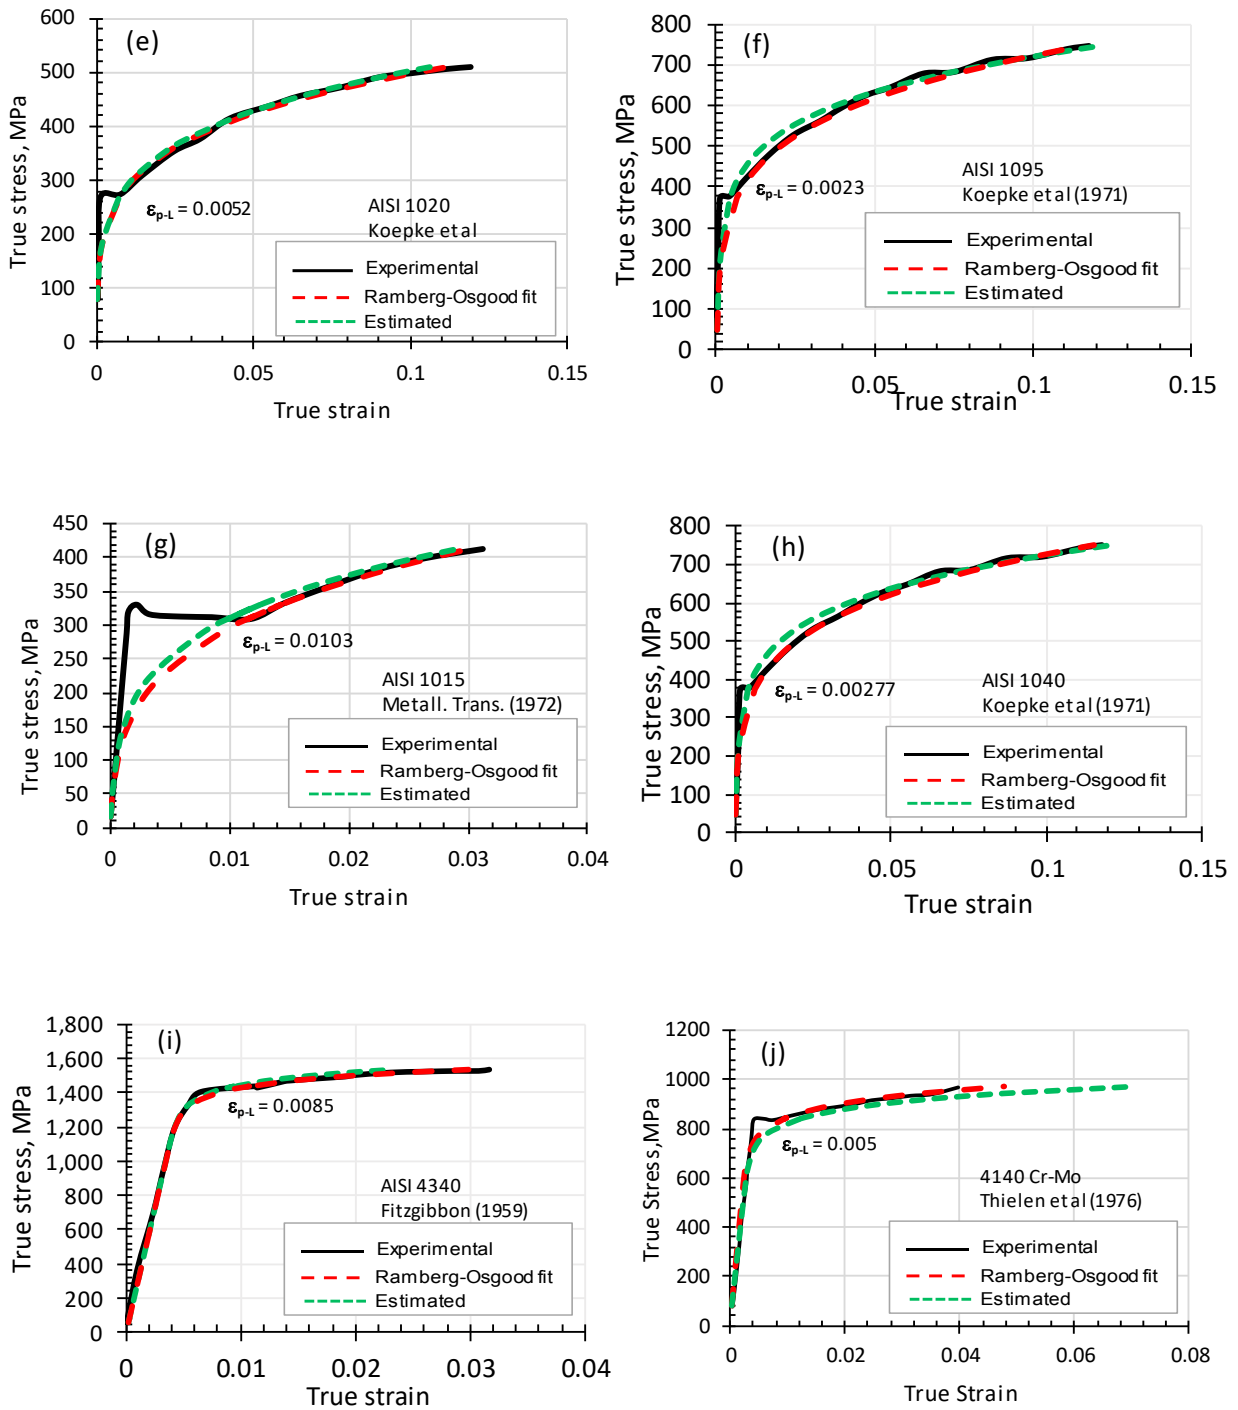 (e)
600
500
400
300
200
100
0
True stress, MPa
εp-L = 0.0052
AISI 1020
Koepke et al
Experimental
Ramberg-Osgood fit
Estimated
0 0.05 0.1 0.15
True strain
(f)
800
700
600
500
400
300
200
100
0
True stress, MPa
εp-L = 0.0023
AISI 1095
Koepke et al (1971)
Experimental
Ramberg-Osgood fit
Estimated
0 0.05 0.1 0.15
True strain
(g)
450
400
350
300
250
200
150
100
50
0
True stress, MPa
εp-L = 0.0103
AISI 1015
Metall. Trans. (1972)
Experimental
Ramberg-Osgood fit
Estimated
0 0.01 0.02 0.03 0.04
True strain
(h)
800
700
600
500
400
300
200
100
0
True stress, MPa
εp-L = 0.00277
AISI 1040
Koepke et al (1971)
Experimental
Ramberg-Osgood fit
Estimated
0 0.05 0.1 0.15
True strain
(i)
1,800
1,600
1,400
1,200
1,000
800
600
400
200
0
True stress, MPa
εp-L = 0.0085
AISI 4340
Fitzgibbon (1959)
Experimental
Ramberg-Osgood fit
Estimated
0 0.01 0.02 0.03 0.04
True strain
(j)
1200
1000
800
600
400
200
0
True Stress,MPa
εp-L = 0.005
4140 Cr-Mo
Thielen et al (1976)
Experimental
Ramberg-Osgood fit
Estimated
0 0.02 0.04 0.06 0.08
True Strain